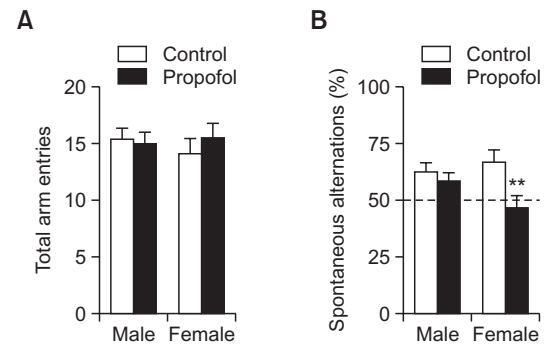 A
Control
Propofol
Total arm entries
20
15
10
5
0
Male Female
B
Control
Propofol
Spontaneous alternations (%)
100
75
50
25
0
**
Male Female